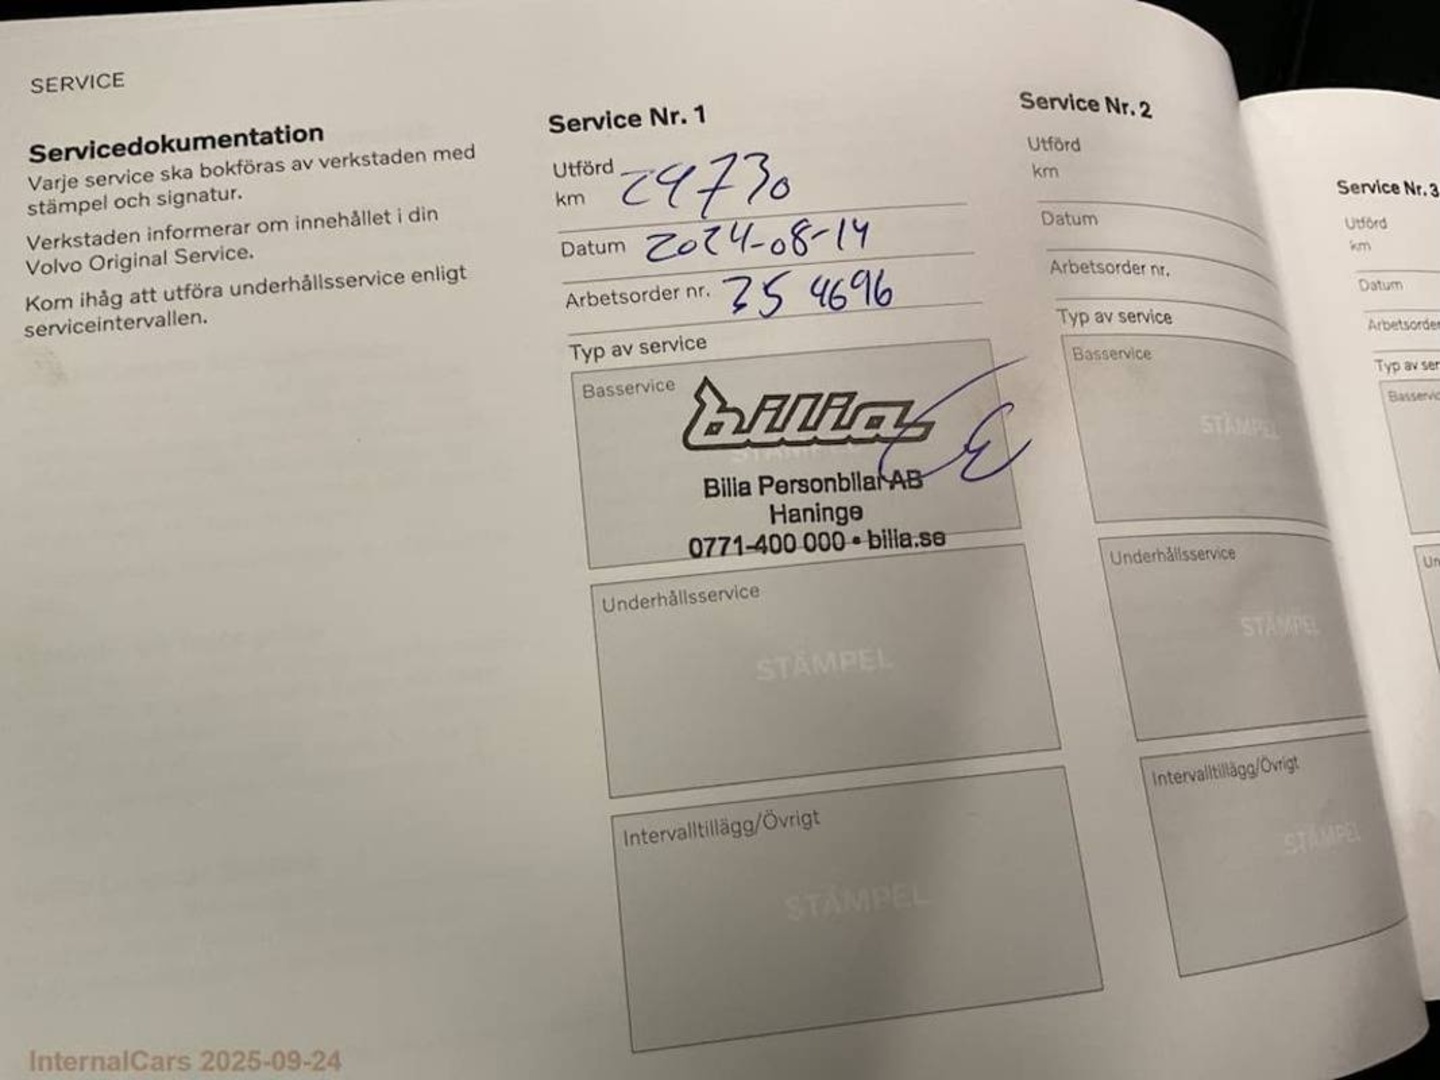 SERVICE
Servicedokumentation
Varje service ska bokföras av verkstaden med
stämpel och signatur.
Verkstaden informerar om innehållet i din
Volvo Original Service.
Kom ihåg att utföra underhållsservice enligt
serviceintervallen.
Service Nr. 1
Utförd
km 24730
Datum 2024-08-14
Arbetsorder nr. 354696
Typ av service
Basservice
bilia
Bilia Personbilar AB
Haninge
0771-400 000 • bilia.se
Underhållsservice
STÄMPEL
Intervalltillägg/Övrigt
STÄMPEL
Service Nr. 2
Utförd
km
Datum
Arbetsorder nr.
Typ av service
Basservice
STÄMPEL
Underhållsservice
STÄMPEL
Intervalltillägg/Övrigt
STÄMPEL
Service Nr. 3
Utförd
km
Datum
Arbetsorder
Typ av ser
Basservic
Un
InternalCars 2025-09-24